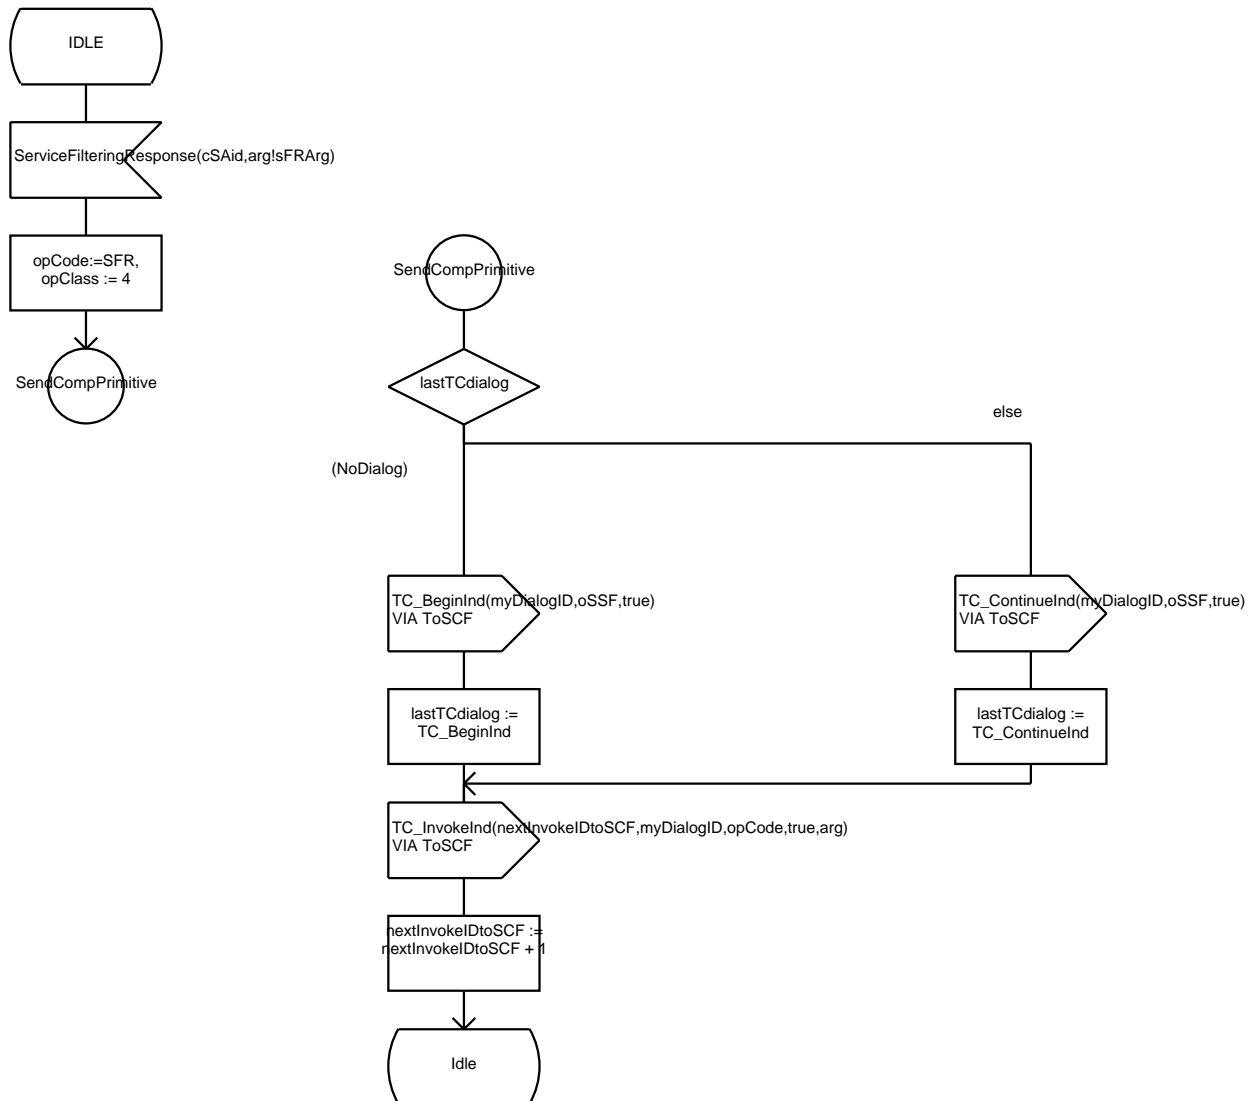 IDLE
ServiceFilteringResponse(cSAid,arg!sFRArg)
opCode:=SFR,
opClass := 4
SendCompPrimitive
SendCompPrimitive
lastTCdialog
else
(NoDialog)
TC_BeginInd(myDialogID,oSSF,true)
VIA ToSCF
TC_ContinueInd(myDialogID,oSSF,true)
VIA ToSCF
lastTCdialog :=
TC_BeginInd
lastTCdialog :=
TC_ContinueInd
TC_InvokeInd(nextInvokeIDtoSCF,myDialogID,opCode,true,arg)
VIA ToSCF
nextInvokeIDtoSCF :=
nextInvokeIDtoSCF + 1
Idle